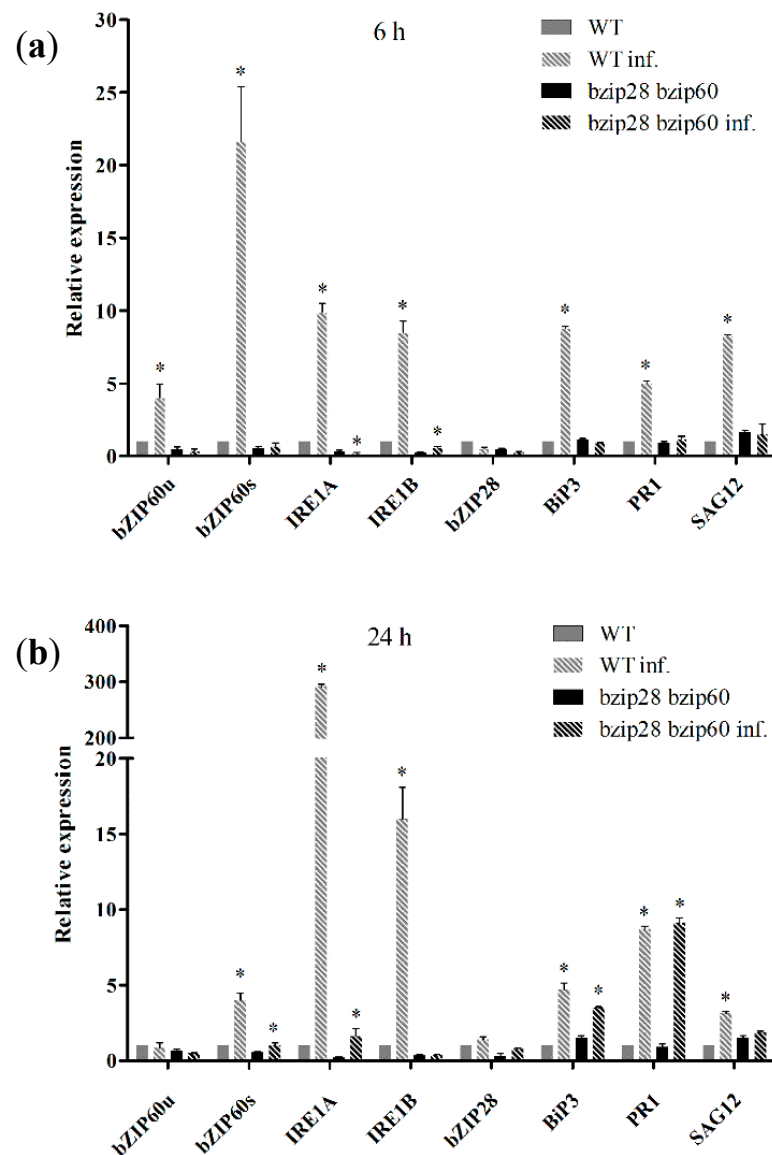 (a)
6 h
WT
WT inf.
bzip28 bzip60
bzip28 bzip60 inf.
Relative expression
30
25
20
15
10
5
0
*
*
*
*
*
*
*
*
*
bZIP60u
bZIP60s
IRE1A
IRE1B
bZIP28
BiP3
PR1
SAG12
(b)
24 h
WT
WT inf.
bzip28 bzip60
bzip28 bzip60 inf.
Relative expression
400
300
200
20
15
10
5
0
*
*
*
*
*
*
*
*
*
*
bZIP60u
bZIP60s
IRE1A
IRE1B
bZIP28
BiP3
PR1
SAG12